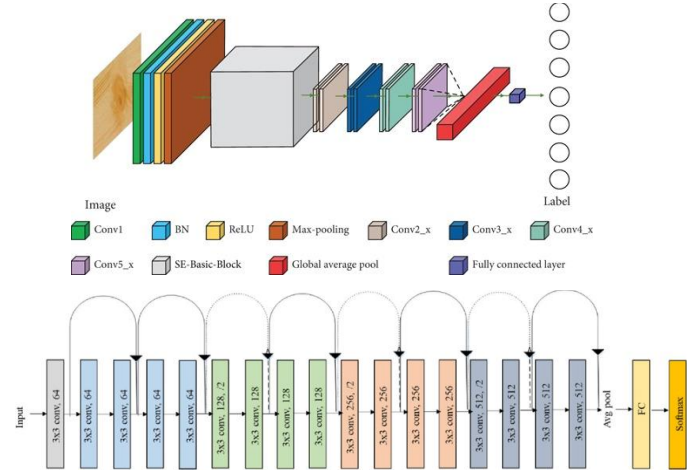 Image
Label
Conv1
BN
ReLU
Max-pooling
Conv2_x
Conv3_x
Conv4_x
Conv5_x
SE-Basic-Block
Global average pool
Fully connected layer
Input
3x3 conv, 64
3x3 conv, 64
3x3 conv, 64
3x3 conv, 64
3x3 conv, 64
3x3 conv, 128, /2
3x3 conv, 128
3x3 conv, 128
3x3 conv, 128
3x3 conv, 256, /2
3x3 conv, 256
3x3 conv, 256
3x3 conv, 256
3x3 conv, 512, /2
3x3 conv, 512
3x3 conv, 512
3x3 conv, 512
Avg pool
FC
Softmax